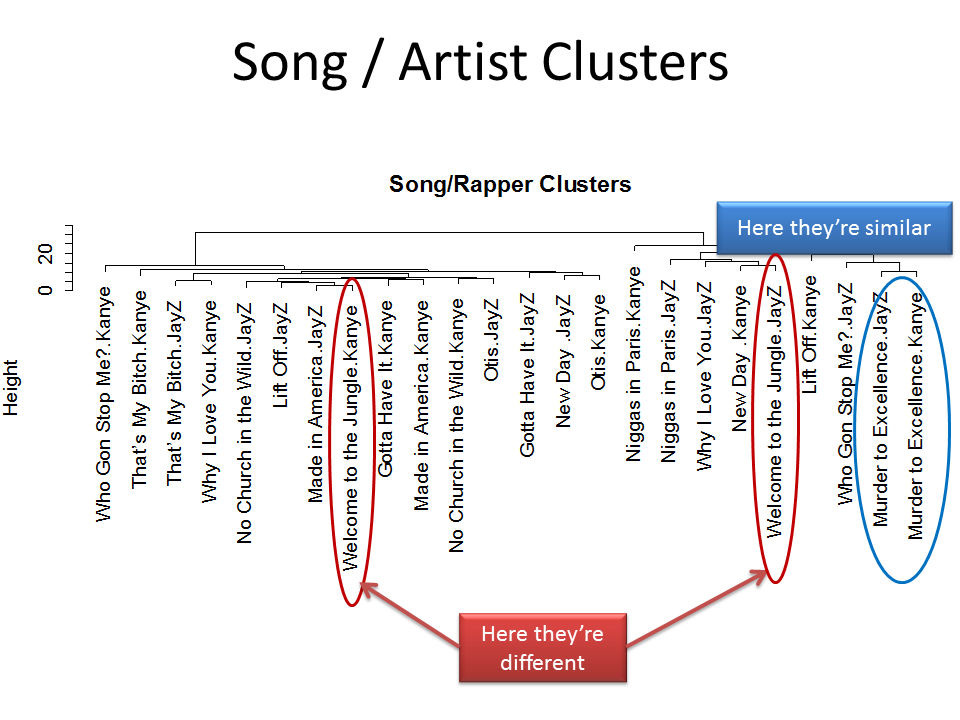 Song / Artist Clusters
Song/Rapper Clusters
Here they're similar
20
0
Height
Who Gon Stop Me?.Kanye
That's My Bitch.Kanye
That's My Bitch.JayZ
Why I Love You.Kanye
No Church in the Wild.JayZ
Lift Off.JayZ
Made in America.JayZ
Welcome to the Jungle.Kanye
Gotta Have It.Kanye
Made in America.Kanye
No Church in the Wild.Kanye
Otis.JayZ
Gotta Have It.JayZ
New Day .JayZ
Otis.Kanye
Niggas in Paris.Kanye
Niggas in Paris.JayZ
Why I Love You.JayZ
New Day .Kanye
Welcome to the Jungle.JayZ
Lift Off.Kanye
Who Gon Stop Me?.JayZ
Murder to Excellence.JayZ
Murder to Excellence.Kanye
Here they're
different